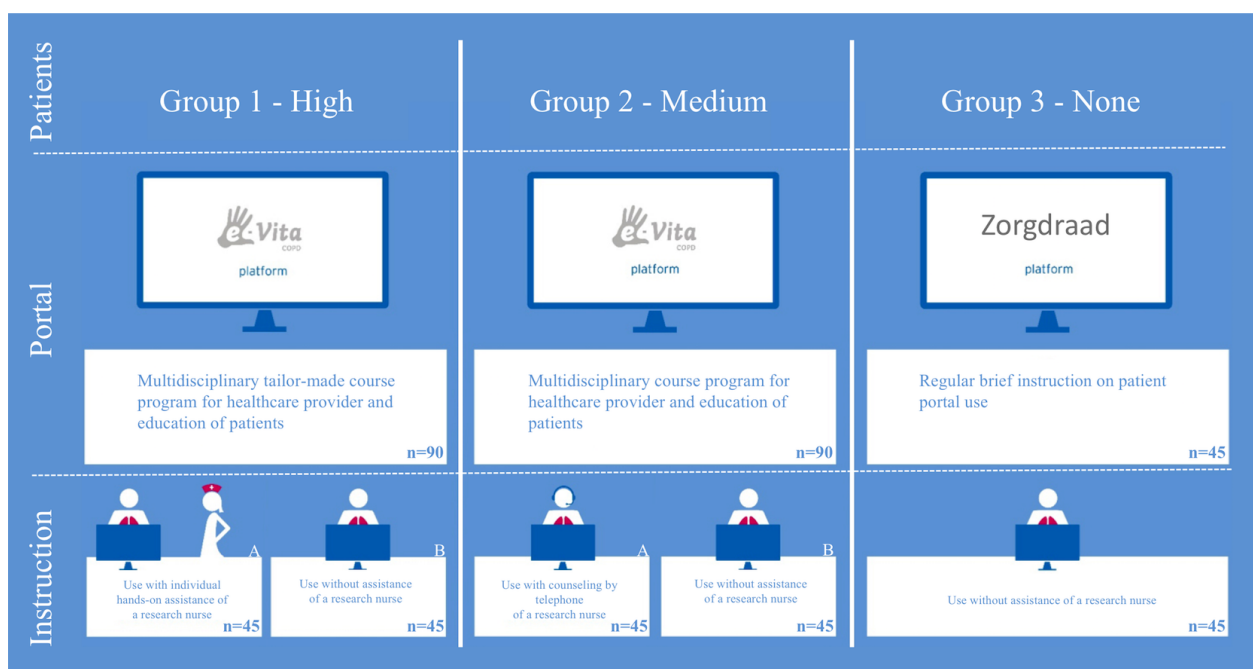 Patients
Group 1 - High
Group 2 - Medium
Group 3 - None
Portal
e-Vita
COPD
platform
e-Vita
COPD
platform
Zorgdraad
platform
Multidisciplinary tailor-made course
program for healthcare provider and
education of patients
n=90
Multidisciplinary course program for
healthcare provider and education of
patients
n=90
Regular brief instruction on patient
portal use
n=45
Instruction
A
Use with individual
hands-on assistance of
a research nurse
n=45
B
Use without assistance
of a research nurse
n=45
A
Use with counseling by
telephone
of a research nurse
n=45
B
Use without assistance
of a research nurse
n=45
Use without assistance of a research nurse
n=45